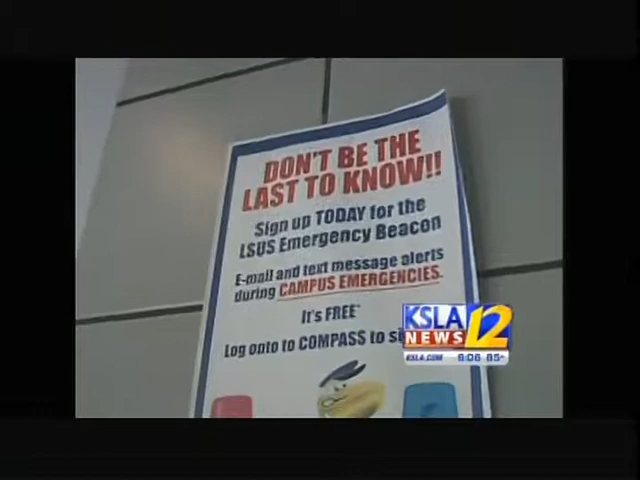 DON'T BE THE
LAST TO KNOW!!
Sign up TODAY for the
LSUS Emergency Beacon
E-mail and text message alerts
during CAMPUS EMERGENCIES.
It's FREE*
Log onto to COMPASS to si
KSLA 12
NEWS
KSLA.COM 6:06 85°